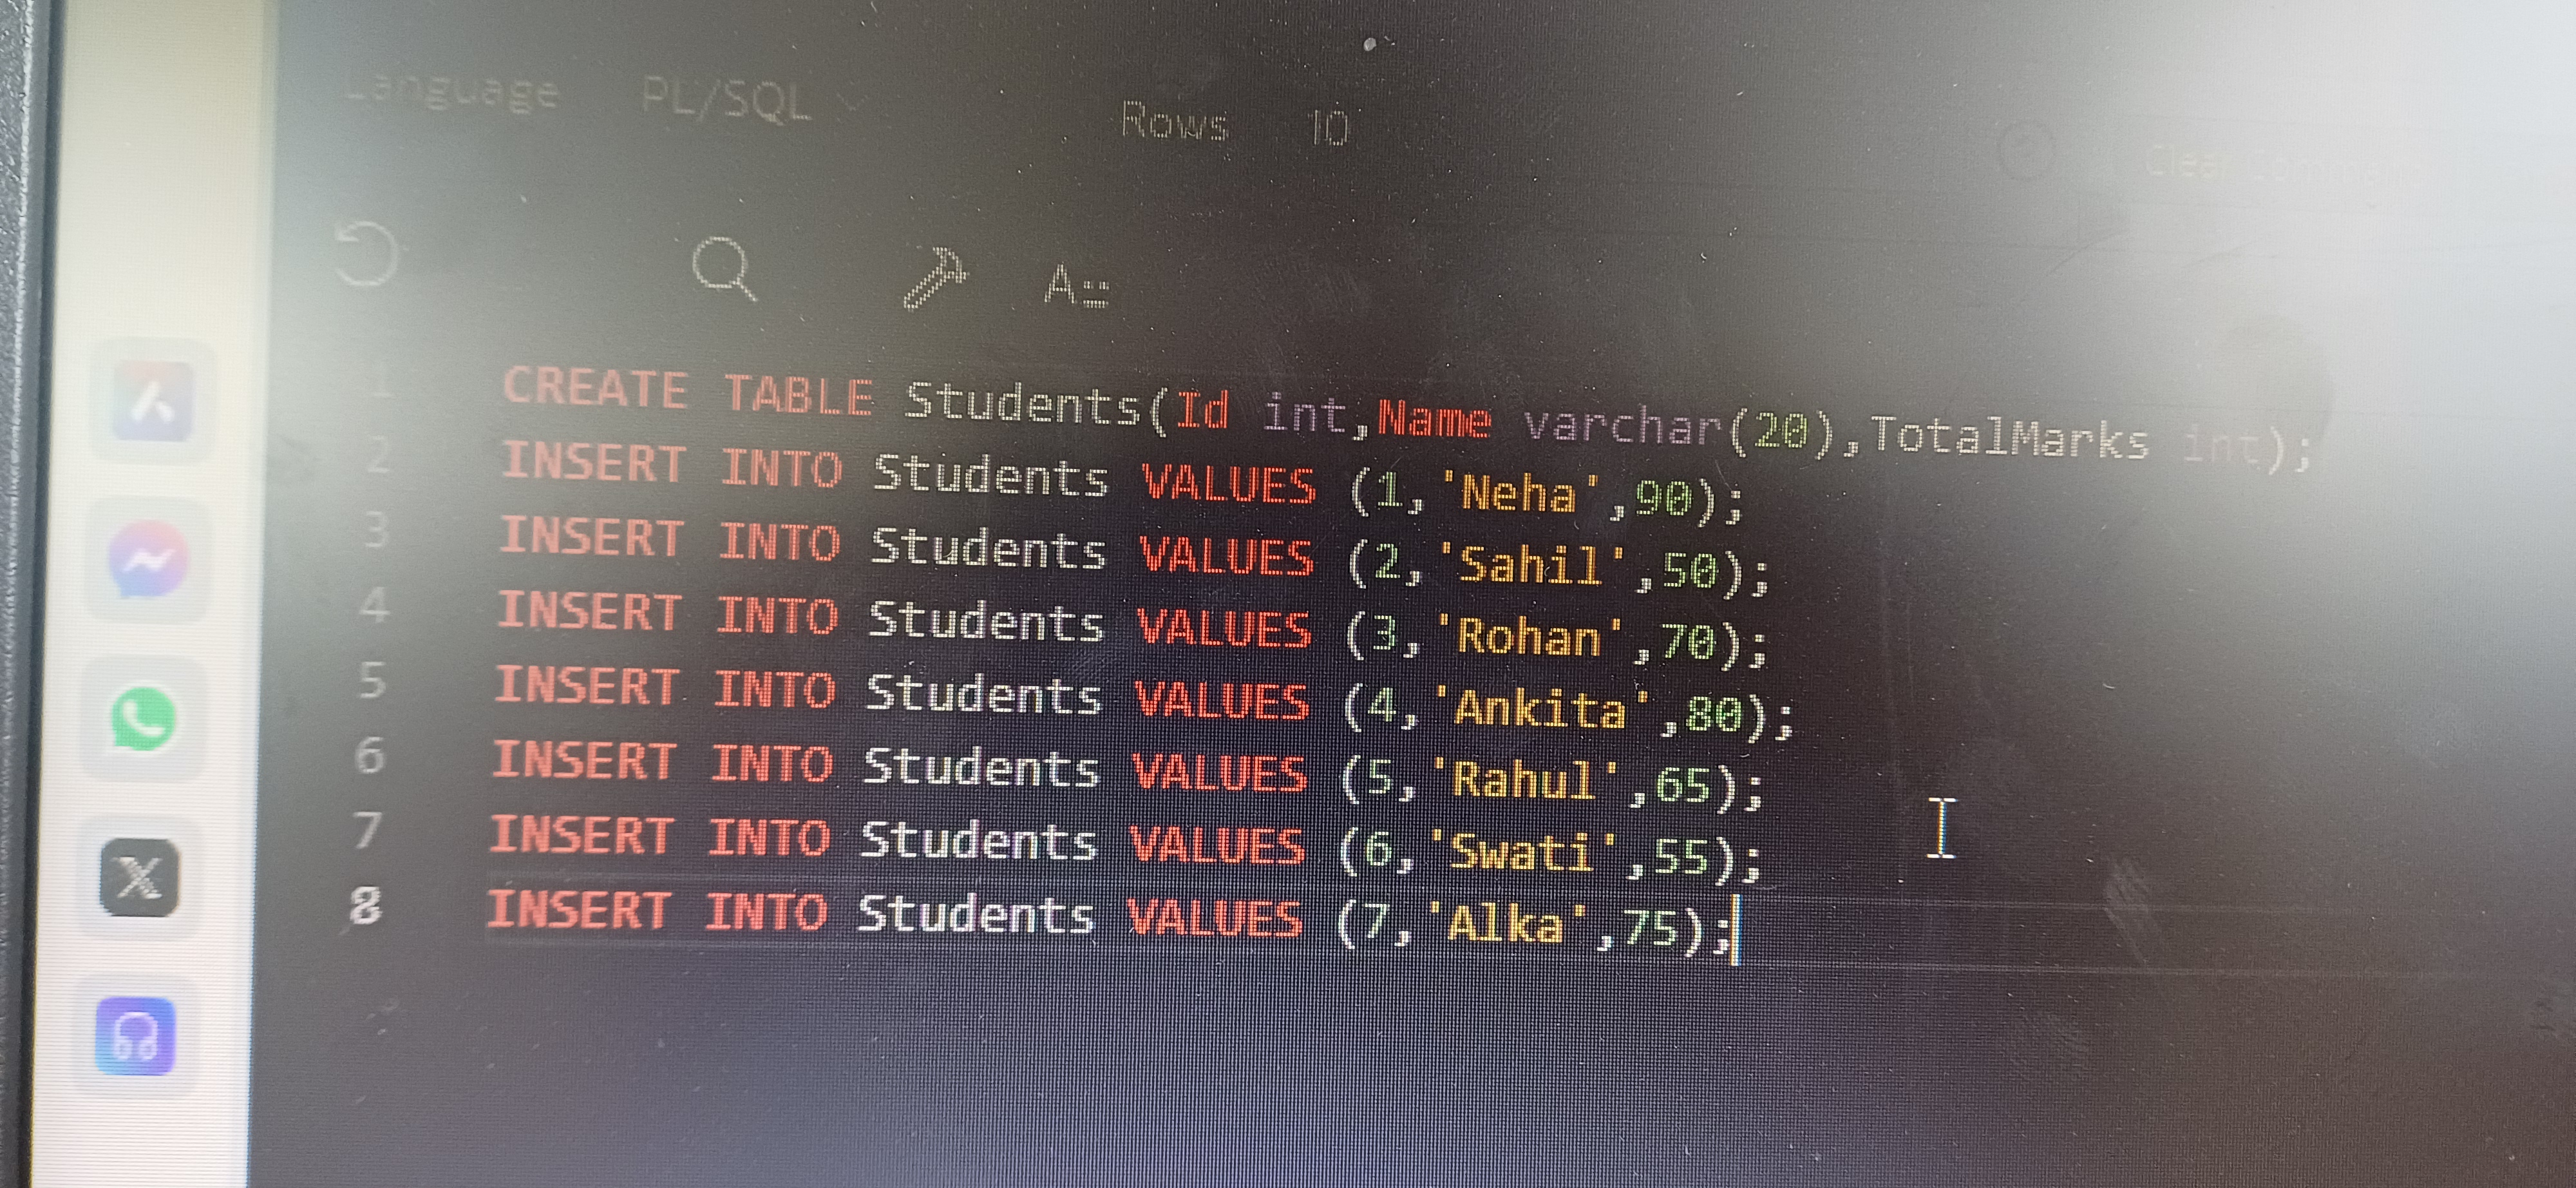 Language PL/SQL Rows 10 Clear Command
A
1 CREATE TABLE Students(Id int,Name varchar(20),TotalMarks int);
2 INSERT INTO Students VALUES (1,'Neha',90);
3 INSERT INTO Students VALUES (2,'Sahil',50);
4 INSERT INTO Students VALUES (3,'Rohan',70);
5 INSERT INTO Students VALUES (4,'Ankita',80);
6 INSERT INTO Students VALUES (5,'Rahul',65);
7 INSERT INTO Students VALUES (6,'Swati',55);
8 INSERT INTO Students VALUES (7,'Alka',75);